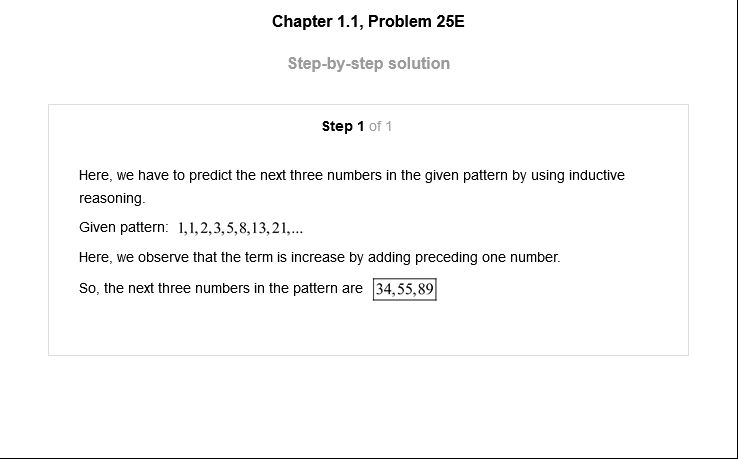 Chapter 1.1, Problem 25E
Step-by-step solution
Step 1 of 1
Here, we have to predict the next three numbers in the given pattern by using inductive
reasoning.
Given pattern: 1,1,2,3,5,8,13,21,...
Here, we observe that the term is increase by adding preceding one number.
So, the next three numbers in the pattern are 34,55,89